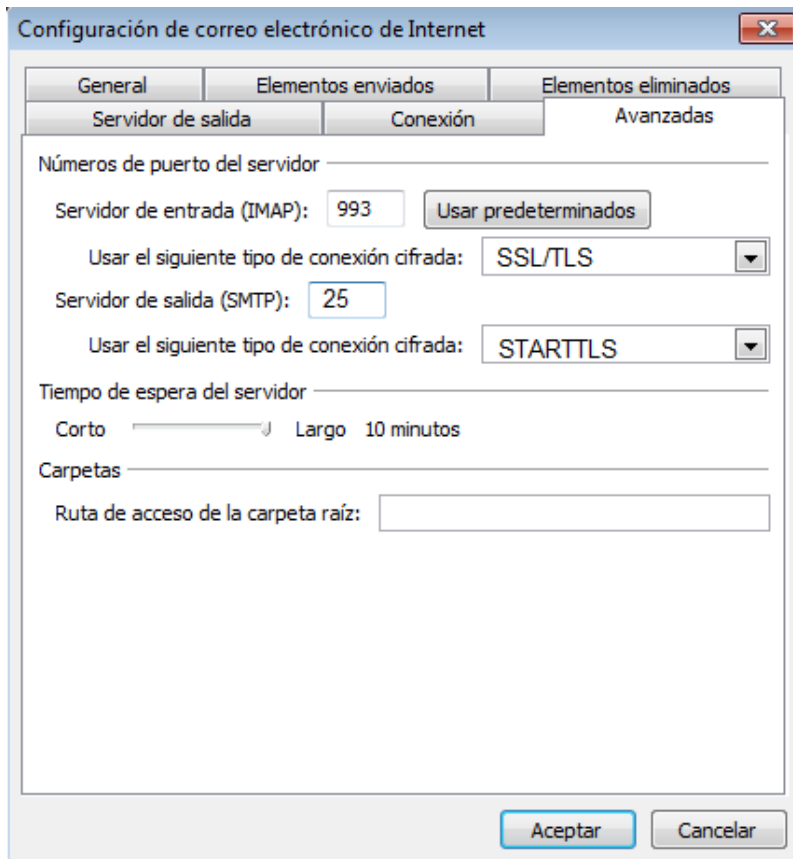 Configuración de correo electrónico de Internet
General Elementos enviados Elementos eliminados
Servidor de salida Conexión Avanzadas
Números de puerto del servidor
Servidor de entrada (IMAP): 993 Usar predeterminados
Usar el siguiente tipo de conexión cifrada: SSL/TLS
Servidor de salida (SMTP): 25
Usar el siguiente tipo de conexión cifrada: STARTTLS
Tiempo de espera del servidor
Corto Largo 10 minutos
Carpetas
Ruta de acceso de la carpeta raíz:
Aceptar Cancelar